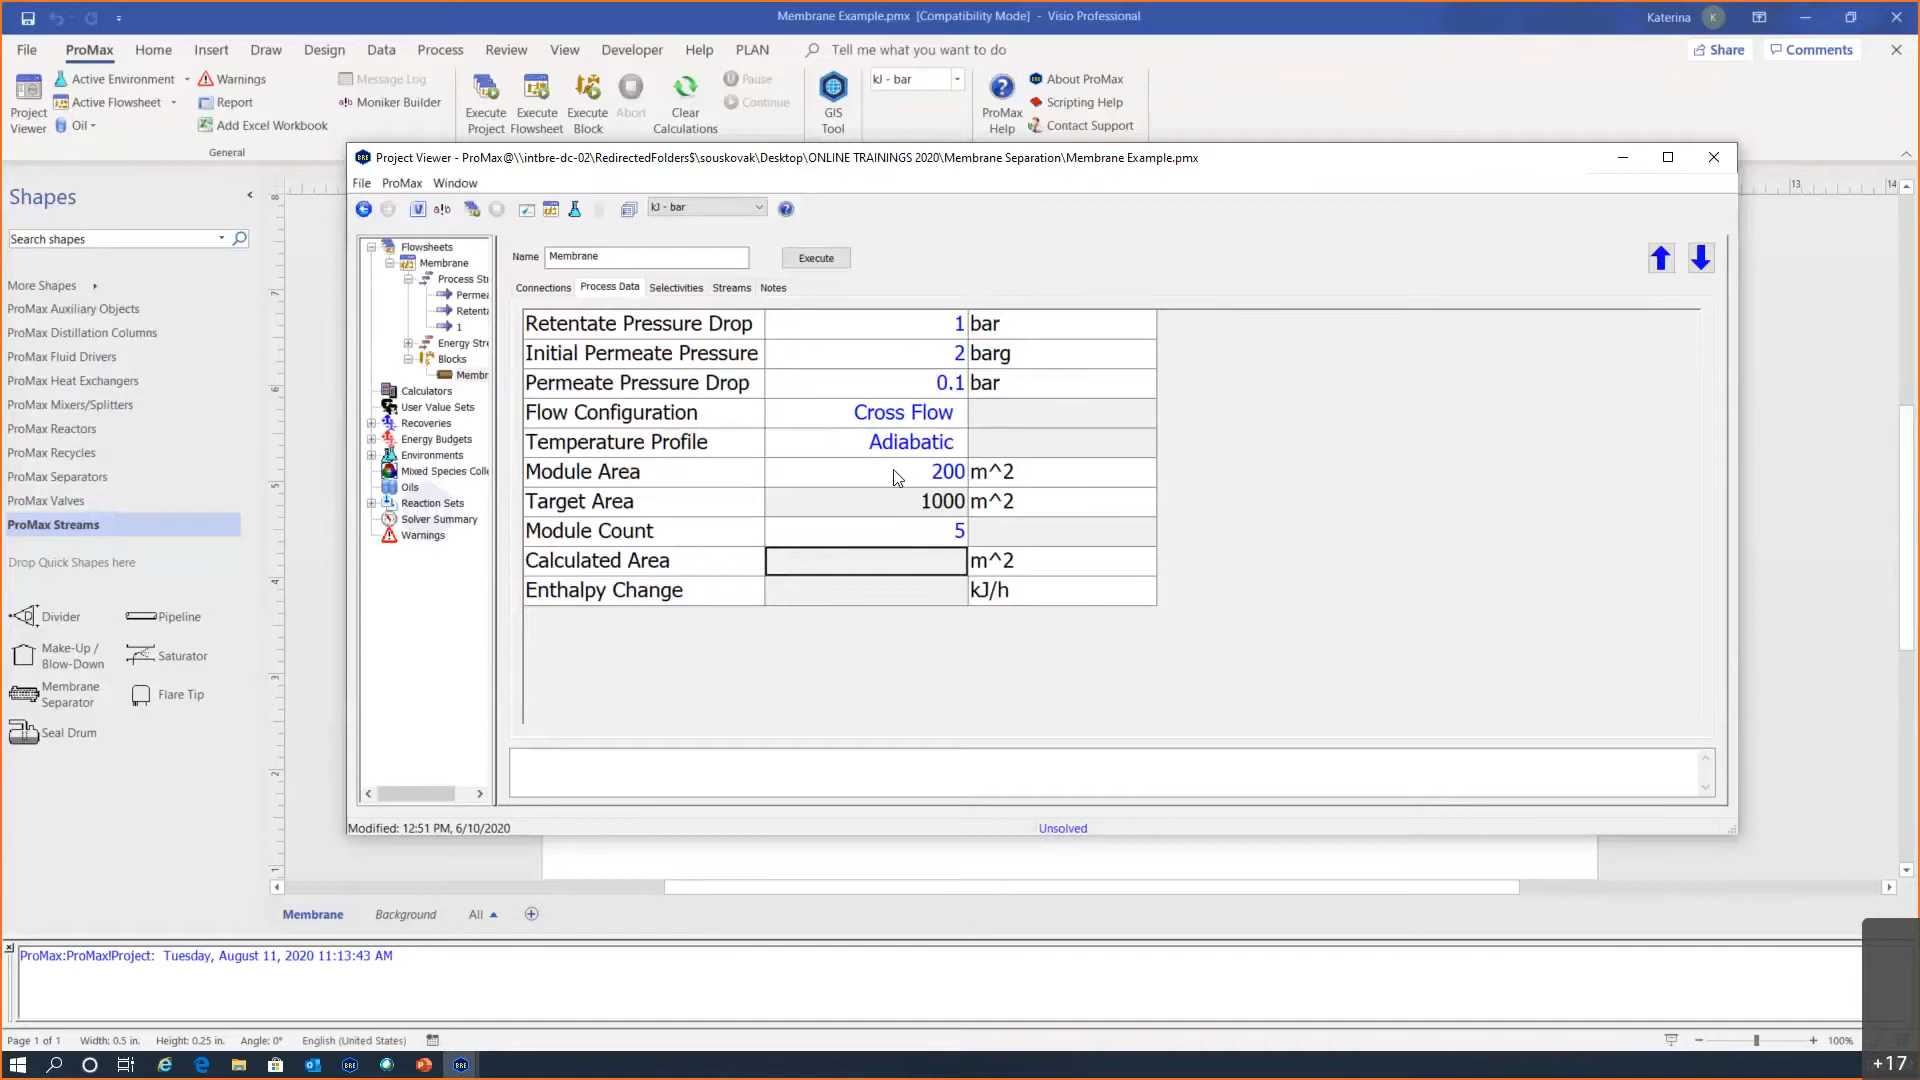 Membrane Example.pmx [Compatibility Mode] - Visio Professional
Katerina K
File ProMax Home Insert Draw Design Data Process Review View Developer Help PLAN Tell me what you want to do Share Comments
Project Viewer
Active Environment
Active Flowsheet
Oil
Warnings
Report
Add Excel Workbook
General
Message Log
a!b Moniker Builder
Execute Project
Execute Flowsheet
Execute Block
Abort
Clear Calculations
Pause
Continue
GIS Tool
kJ - bar
ProMax Help
About ProMax
Scripting Help
Contact Support
Shapes
Search shapes
More Shapes
ProMax Auxiliary Objects
ProMax Distillation Columns
ProMax Fluid Drivers
ProMax Heat Exchangers
ProMax Mixers/Splitters
ProMax Reactors
ProMax Recycles
ProMax Separators
ProMax Valves
ProMax Streams
Drop Quick Shapes here
Divider Pipeline
Make-Up / Blow-Down Saturator
Membrane Separator Flare Tip
Seal Drum
13 14
Project Viewer - ProMax@\\intbre-dc-02\RedirectedFolders$\souskovak\Desktop\ONLINE TRAININGS 2020\Membrane Separation\Membrane Example.pmx
File ProMax Window
a!b kJ - bar
Flowsheets
Membrane
Process Str
Permea
Retenta
1
Energy Stre
Blocks
Membr
Calculators
User Value Sets
Recoveries
Energy Budgets
Environments
Mixed Species Colle
Oils
Reaction Sets
Solver Summary
Warnings
Name Membrane Execute
Connections Process Data Selectivities Streams Notes
Retentate Pressure Drop 1 bar
Initial Permeate Pressure 2 barg
Permeate Pressure Drop 0.1 bar
Flow Configuration Cross Flow
Temperature Profile Adiabatic
Module Area 200 m^2
Target Area 1000 m^2
Module Count 5
Calculated Area m^2
Enthalpy Change kJ/h
Modified: 12:51 PM, 6/10/2020 Unsolved
Membrane Background All
ProMax:ProMax!Project: Tuesday, August 11, 2020 11:13:43 AM
Page 1 of 1 Width: 0.5 in. Height: 0.25 in. Angle: 0° English (United States) 100%
+17